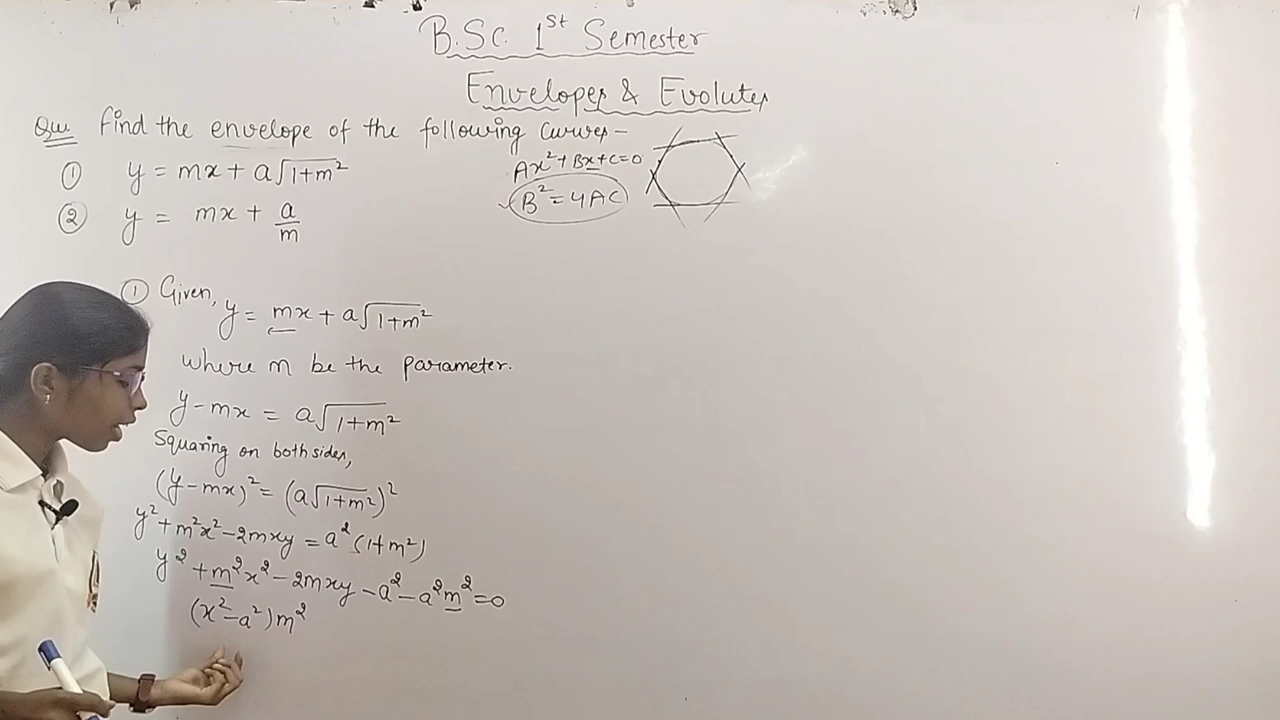 B.Sc. 1st Semester
Envelopes & Evolutes
Que Find the envelope of the following curves –
① y = mx + a√1+m²
② y = mx + a/m
Ax²+Bx+C=0
B²=4AC
① Given, y = mx + a√1+m²
where m be the parameter.
y-mx = a√1+m²
Squaring on both sides,
(y-mx)² = (a√1+m²)²
y²+m²x²-2mxy = a²(1+m²)
y²+m²x²-2mxy-a²-a²m²=0
(x²-a²)m²